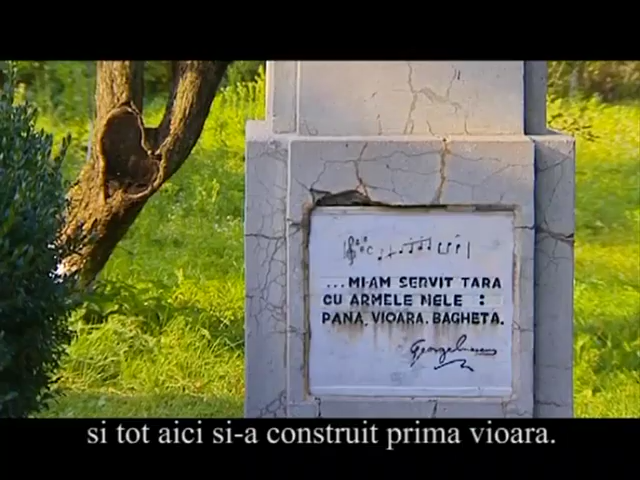 ...MI-AM SERVIT TARA
CU ARMELE MELE :
PANA, VIOARA, BAGHETA.
si tot aici si-a construit prima vioara.